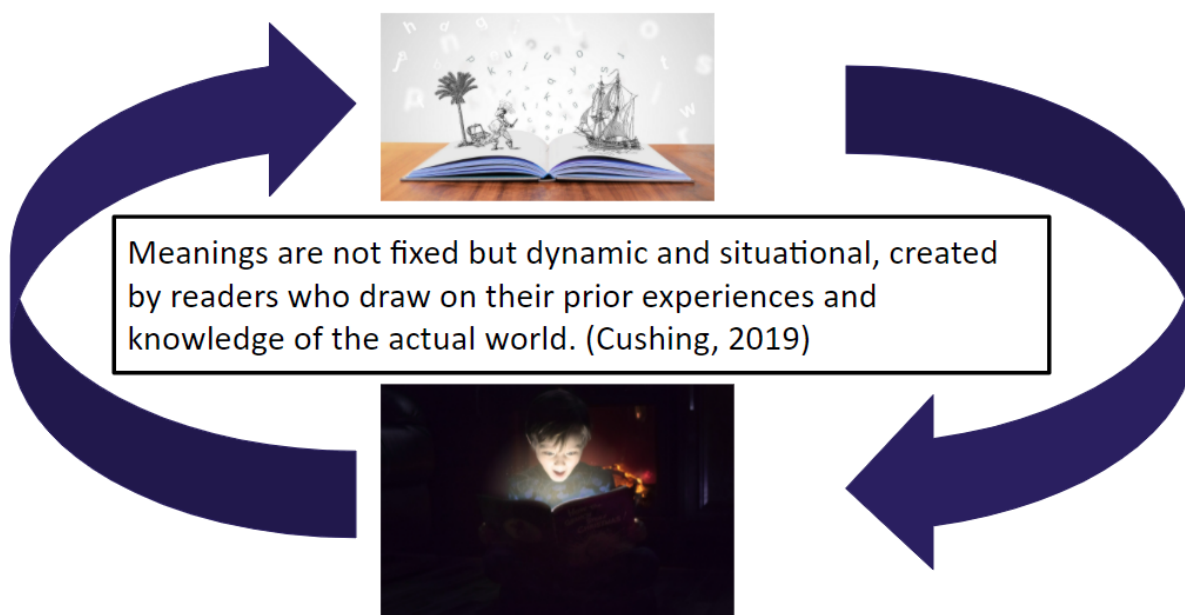 Meanings are not fixed but dynamic and situational, created
by readers who draw on their prior experiences and
knowledge of the actual world. (Cushing, 2019)